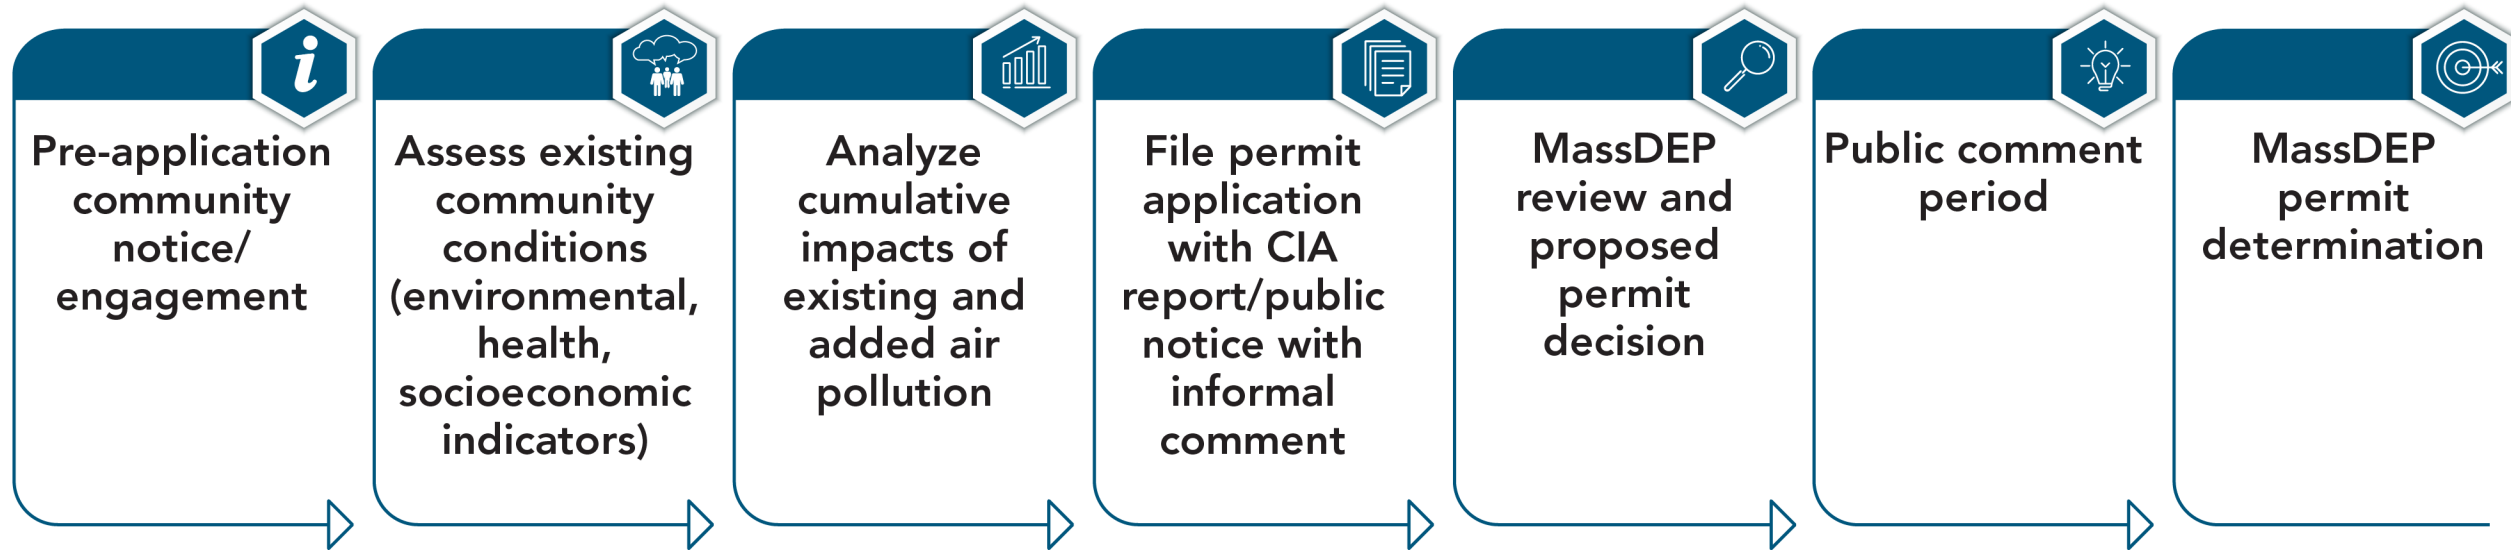 Pre-application
community
notice/
engagement
Assess existing
community
conditions
(environmental,
health,
socioeconomic
indicators)
Analyze
cumulative
impacts of
existing and
added air
pollution
File permit
application
with CIA
report/public
notice with
informal
comment
MassDEP
review and
proposed
permit
decision
Public comment
period
MassDEP
permit
determination